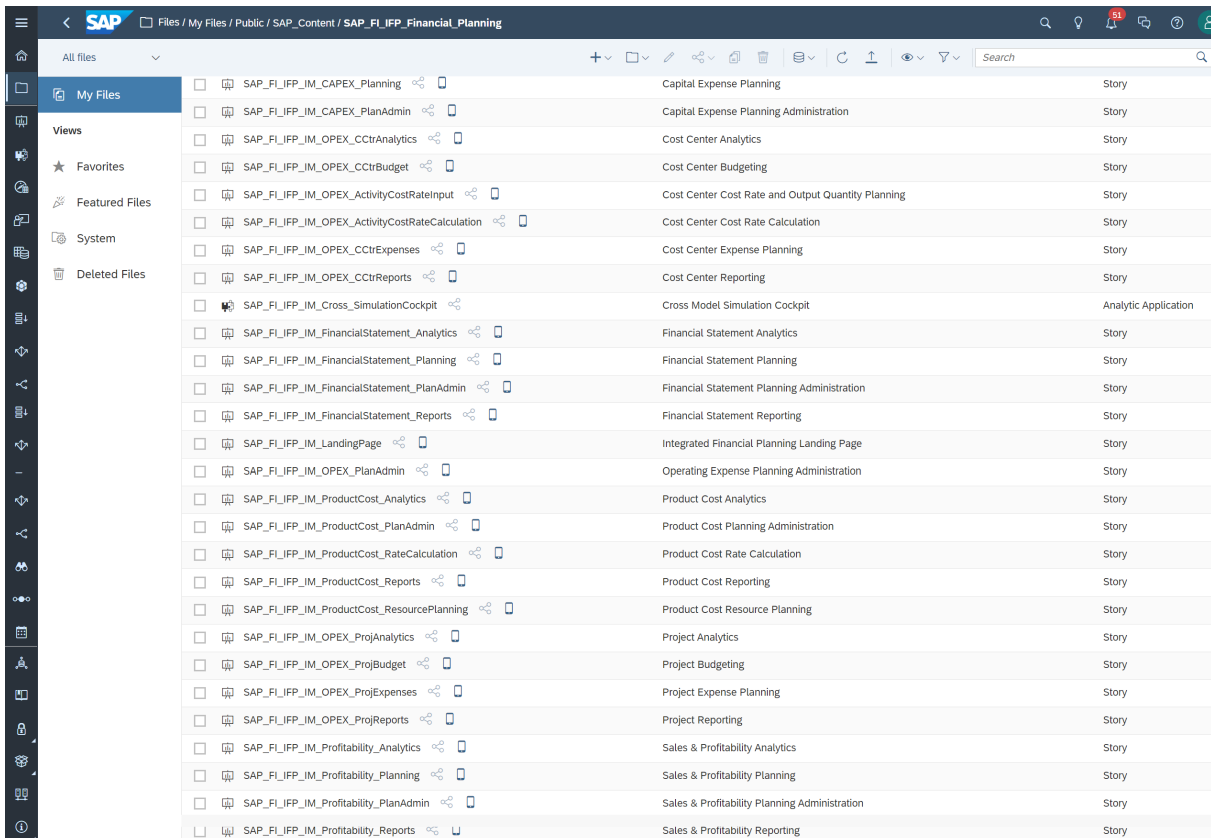 SAP Files / My Files / Public / SAP_Content / SAP_FI_IFP_Financial_Planning 51
All files Search
My Files
Views
Favorites
Featured Files
System
Deleted Files
SAP_FI_IFP_IM_CAPEX_Planning Capital Expense Planning Story
SAP_FI_IFP_IM_CAPEX_PlanAdmin Capital Expense Planning Administration Story
SAP_FI_IFP_IM_OPEX_CCtrAnalytics Cost Center Analytics Story
SAP_FI_IFP_IM_OPEX_CCtrBudget Cost Center Budgeting Story
SAP_FI_IFP_IM_OPEX_ActivityCostRateInput Cost Center Cost Rate and Output Quantity Planning Story
SAP_FI_IFP_IM_OPEX_ActivityCostRateCalculation Cost Center Cost Rate Calculation Story
SAP_FI_IFP_IM_OPEX_CCtrExpenses Cost Center Expense Planning Story
SAP_FI_IFP_IM_OPEX_CCtrReports Cost Center Reporting Story
SAP_FI_IFP_IM_Cross_SimulationCockpit Cross Model Simulation Cockpit Analytic Application
SAP_FI_IFP_IM_FinancialStatement_Analytics Financial Statement Analytics Story
SAP_FI_IFP_IM_FinancialStatement_Planning Financial Statement Planning Story
SAP_FI_IFP_IM_FinancialStatement_PlanAdmin Financial Statement Planning Administration Story
SAP_FI_IFP_IM_FinancialStatement_Reports Financial Statement Reporting Story
SAP_FI_IFP_IM_LandingPage Integrated Financial Planning Landing Page Story
SAP_FI_IFP_IM_OPEX_PlanAdmin Operating Expense Planning Administration Story
SAP_FI_IFP_IM_ProductCost_Analytics Product Cost Analytics Story
SAP_FI_IFP_IM_ProductCost_PlanAdmin Product Cost Planning Administration Story
SAP_FI_IFP_IM_ProductCost_RateCalculation Product Cost Rate Calculation Story
SAP_FI_IFP_IM_ProductCost_Reports Product Cost Reporting Story
SAP_FI_IFP_IM_ProductCost_ResourcePlanning Product Cost Resource Planning Story
SAP_FI_IFP_IM_OPEX_ProjAnalytics Project Analytics Story
SAP_FI_IFP_IM_OPEX_ProjBudget Project Budgeting Story
SAP_FI_IFP_IM_OPEX_ProjExpenses Project Expense Planning Story
SAP_FI_IFP_IM_OPEX_ProjReports Project Reporting Story
SAP_FI_IFP_IM_Profitability_Analytics Sales & Profitability Analytics Story
SAP_FI_IFP_IM_Profitability_Planning Sales & Profitability Planning Story
SAP_FI_IFP_IM_Profitability_PlanAdmin Sales & Profitability Planning Administration Story
SAP_FI_IFP_IM_Profitability_Reports Sales & Profitability Reporting Story